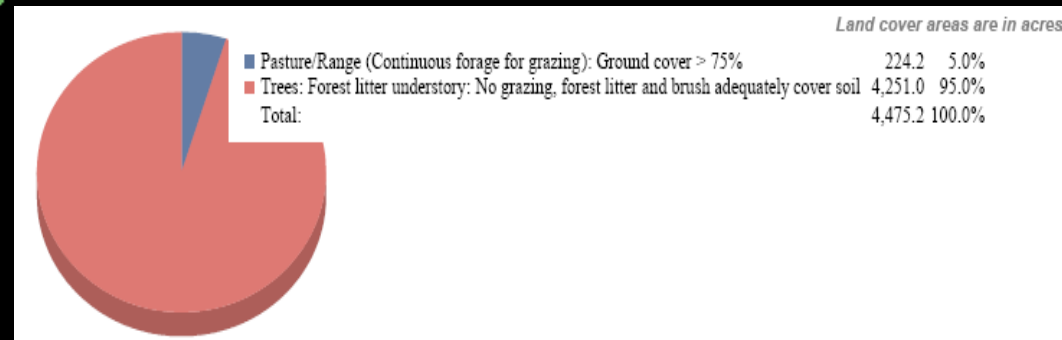 Land cover areas are in acres
Pasture/Range (Continuous forage for grazing): Ground cover > 75% 224.2 5.0%
Trees: Forest litter understory: No grazing, forest litter and brush adequately cover soil 4,251.0 95.0%
Total: 4,475.2 100.0%